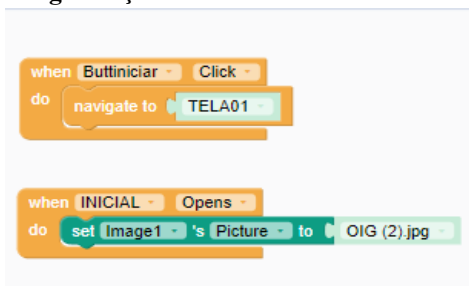 when Buttiniciar Click
do navigate to TELA01
when INICIAL Opens
do set Image1 's Picture to OIG (2).jpg